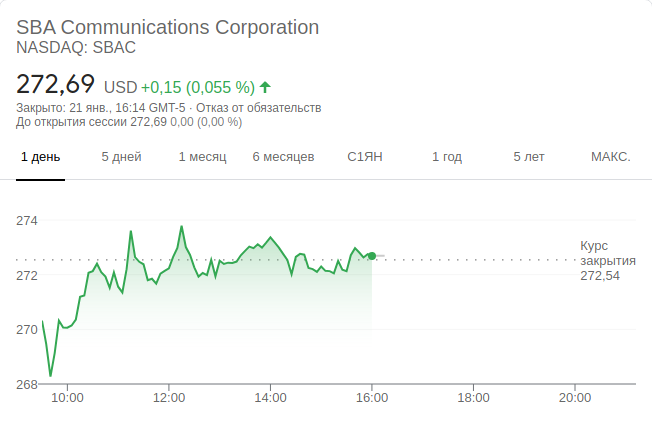 SBA Communications Corporation
NASDAQ: SBAC
272,69 USD +0,15 (0,055 %)
Закрыто: 21 янв., 16:14 GMT-5 · Отказ от обязательств
До открытия сессии 272,69 0,00 (0,00 %)
1 день 5 дней 1 месяц 6 месяцев С1ЯН 1 год 5 лет МАКС.
274
Курс
закрытия
272,54
272
270
268
10:00 12:00 14:00 16:00 18:00 20:00